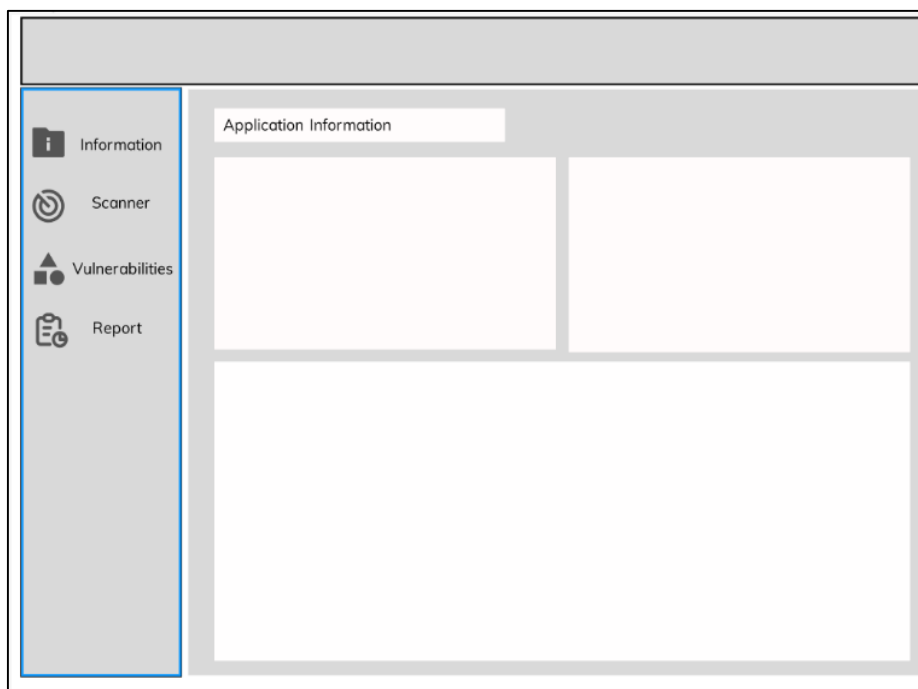 Application Information
Information
Scanner
Vulnerabilities
Report